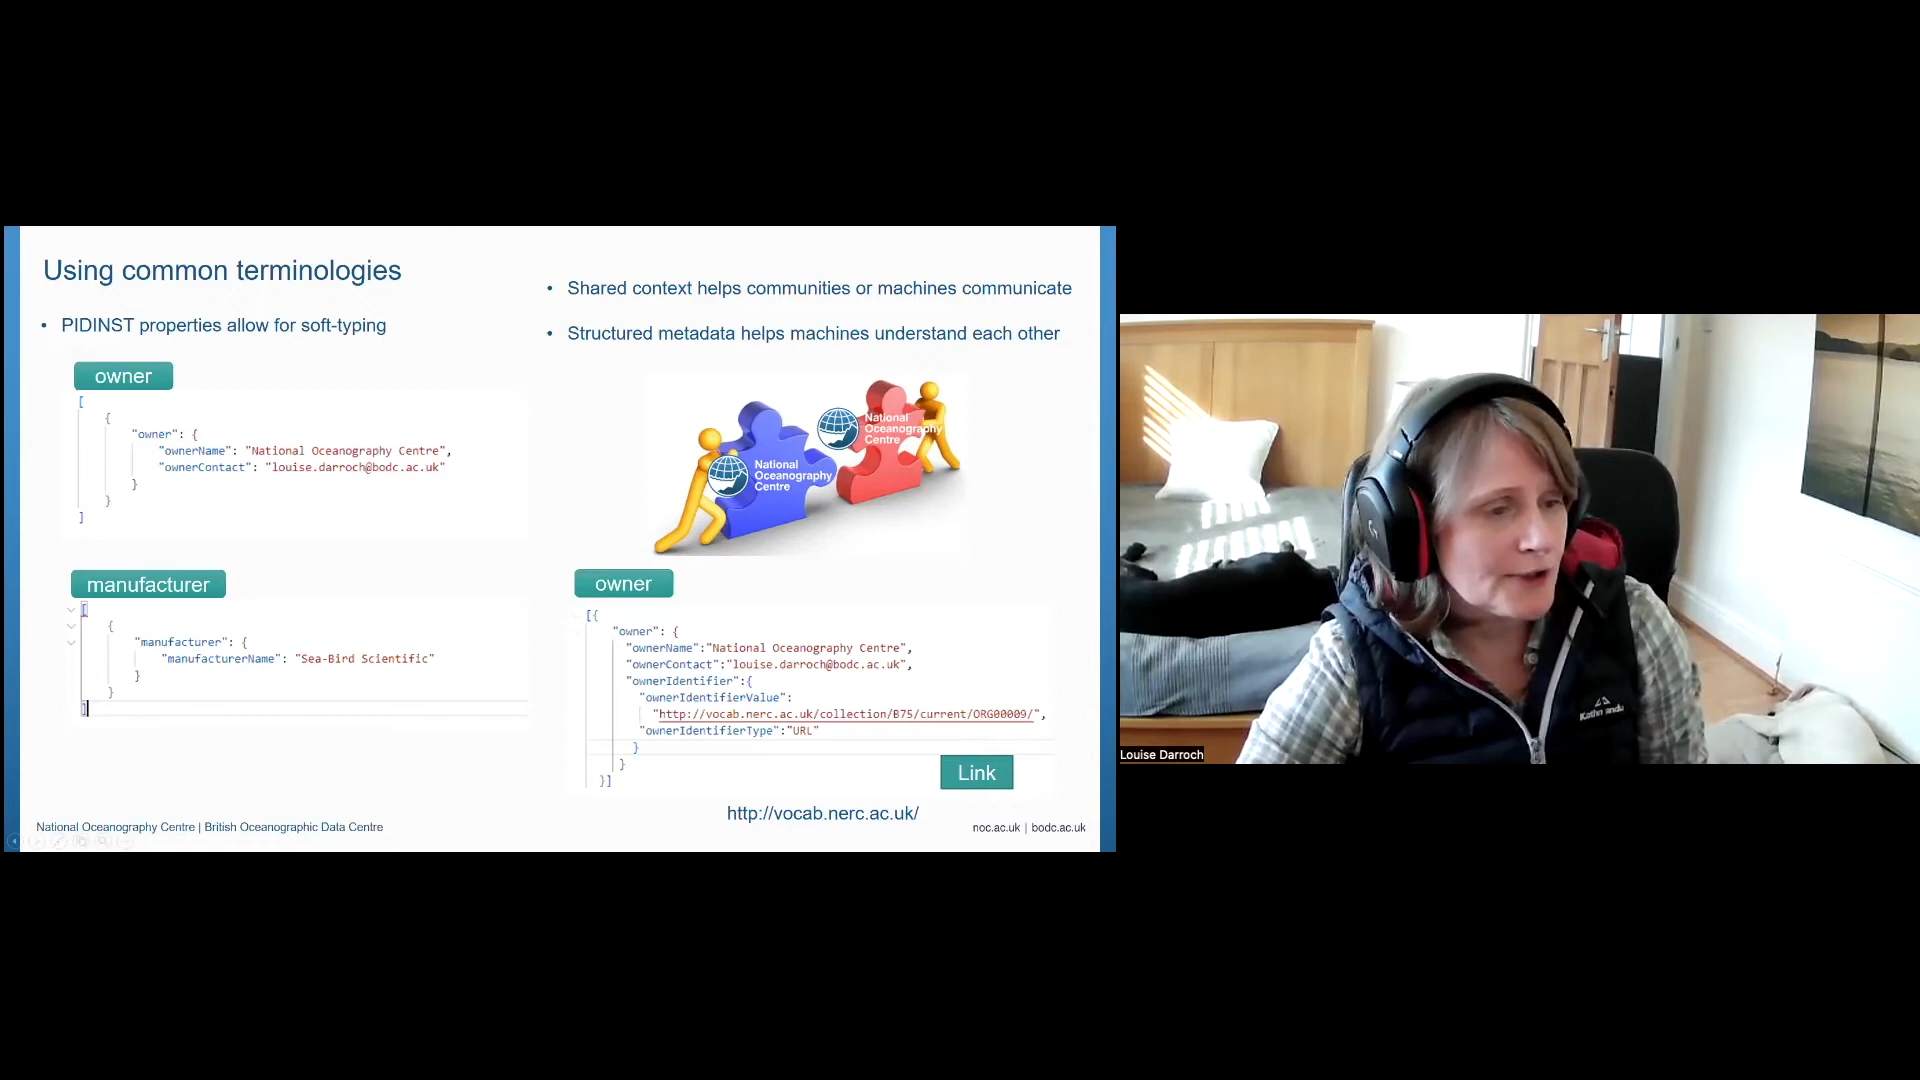 Using common terminologies
• PIDINST properties allow for soft-typing
owner
[
{
"owner": {
"ownerName": "National Oceanography Centre",
"ownerContact": "louise.darroch@bodc.ac.uk"
}
}
]
manufacturer
[
{
"manufacturer": {
"manufacturerName": "Sea-Bird Scientific"
}
}
]
• Shared context helps communities or machines communicate
• Structured metadata helps machines understand each other
National
Oceanography
Centre
National
Oceanography
Centre
owner
[{
"owner": {
"ownerName":"National Oceanography Centre",
"ownerContact":"louise.darroch@bodc.ac.uk",
"ownerIdentifier":{
"ownerIdentifierValue":
"http://vocab.nerc.ac.uk/collection/B75/current/ORG00009/",
"ownerIdentifierType":"URL"
}
}
}]
Link
http://vocab.nerc.ac.uk/
National Oceanography Centre | British Oceanographic Data Centre
noc.ac.uk | bodc.ac.uk
Louise Darroch